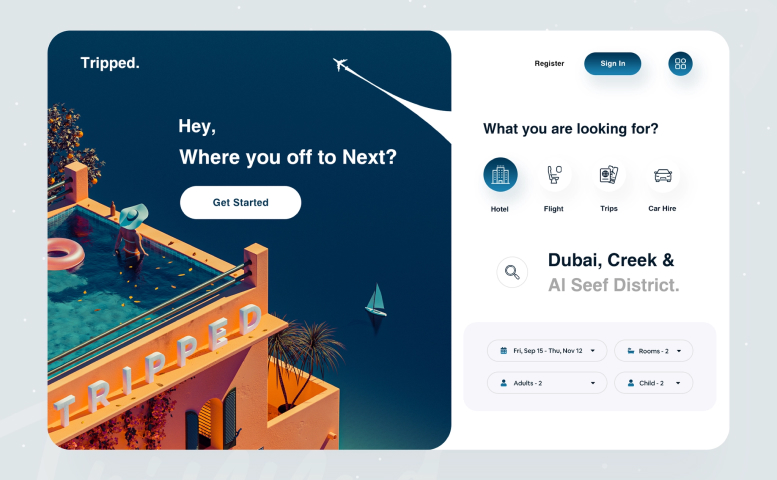 Tripped.
Hey,
Where you off to Next?
Get Started
TRIPPED
Register
Sign In
What you are looking for?
Hotel
Flight
Trips
Car Hire
Dubai, Creek &
Al Seef District.
Fri, Sep 15 - Thu, Nov 12
Rooms - 2
Adults - 2
Child - 2